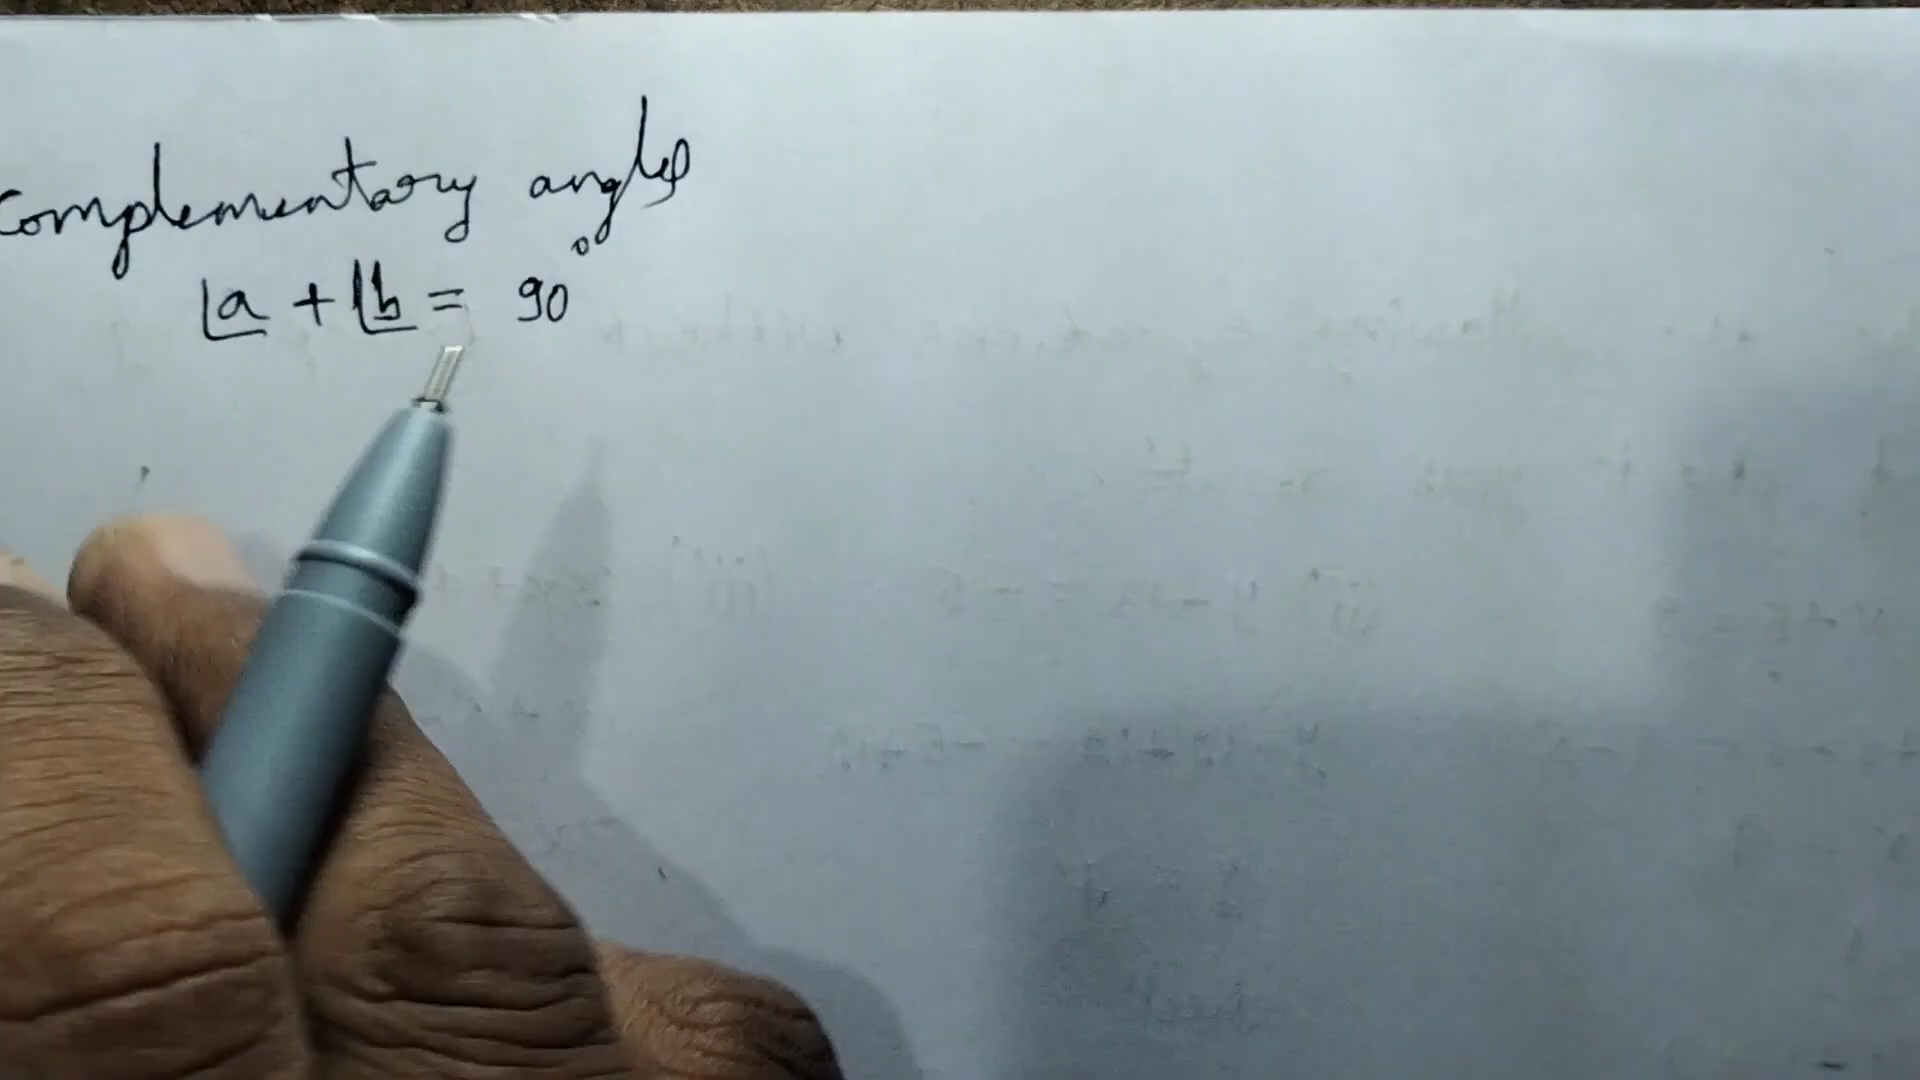 Complementary angles
∠a + ∠b = 90°